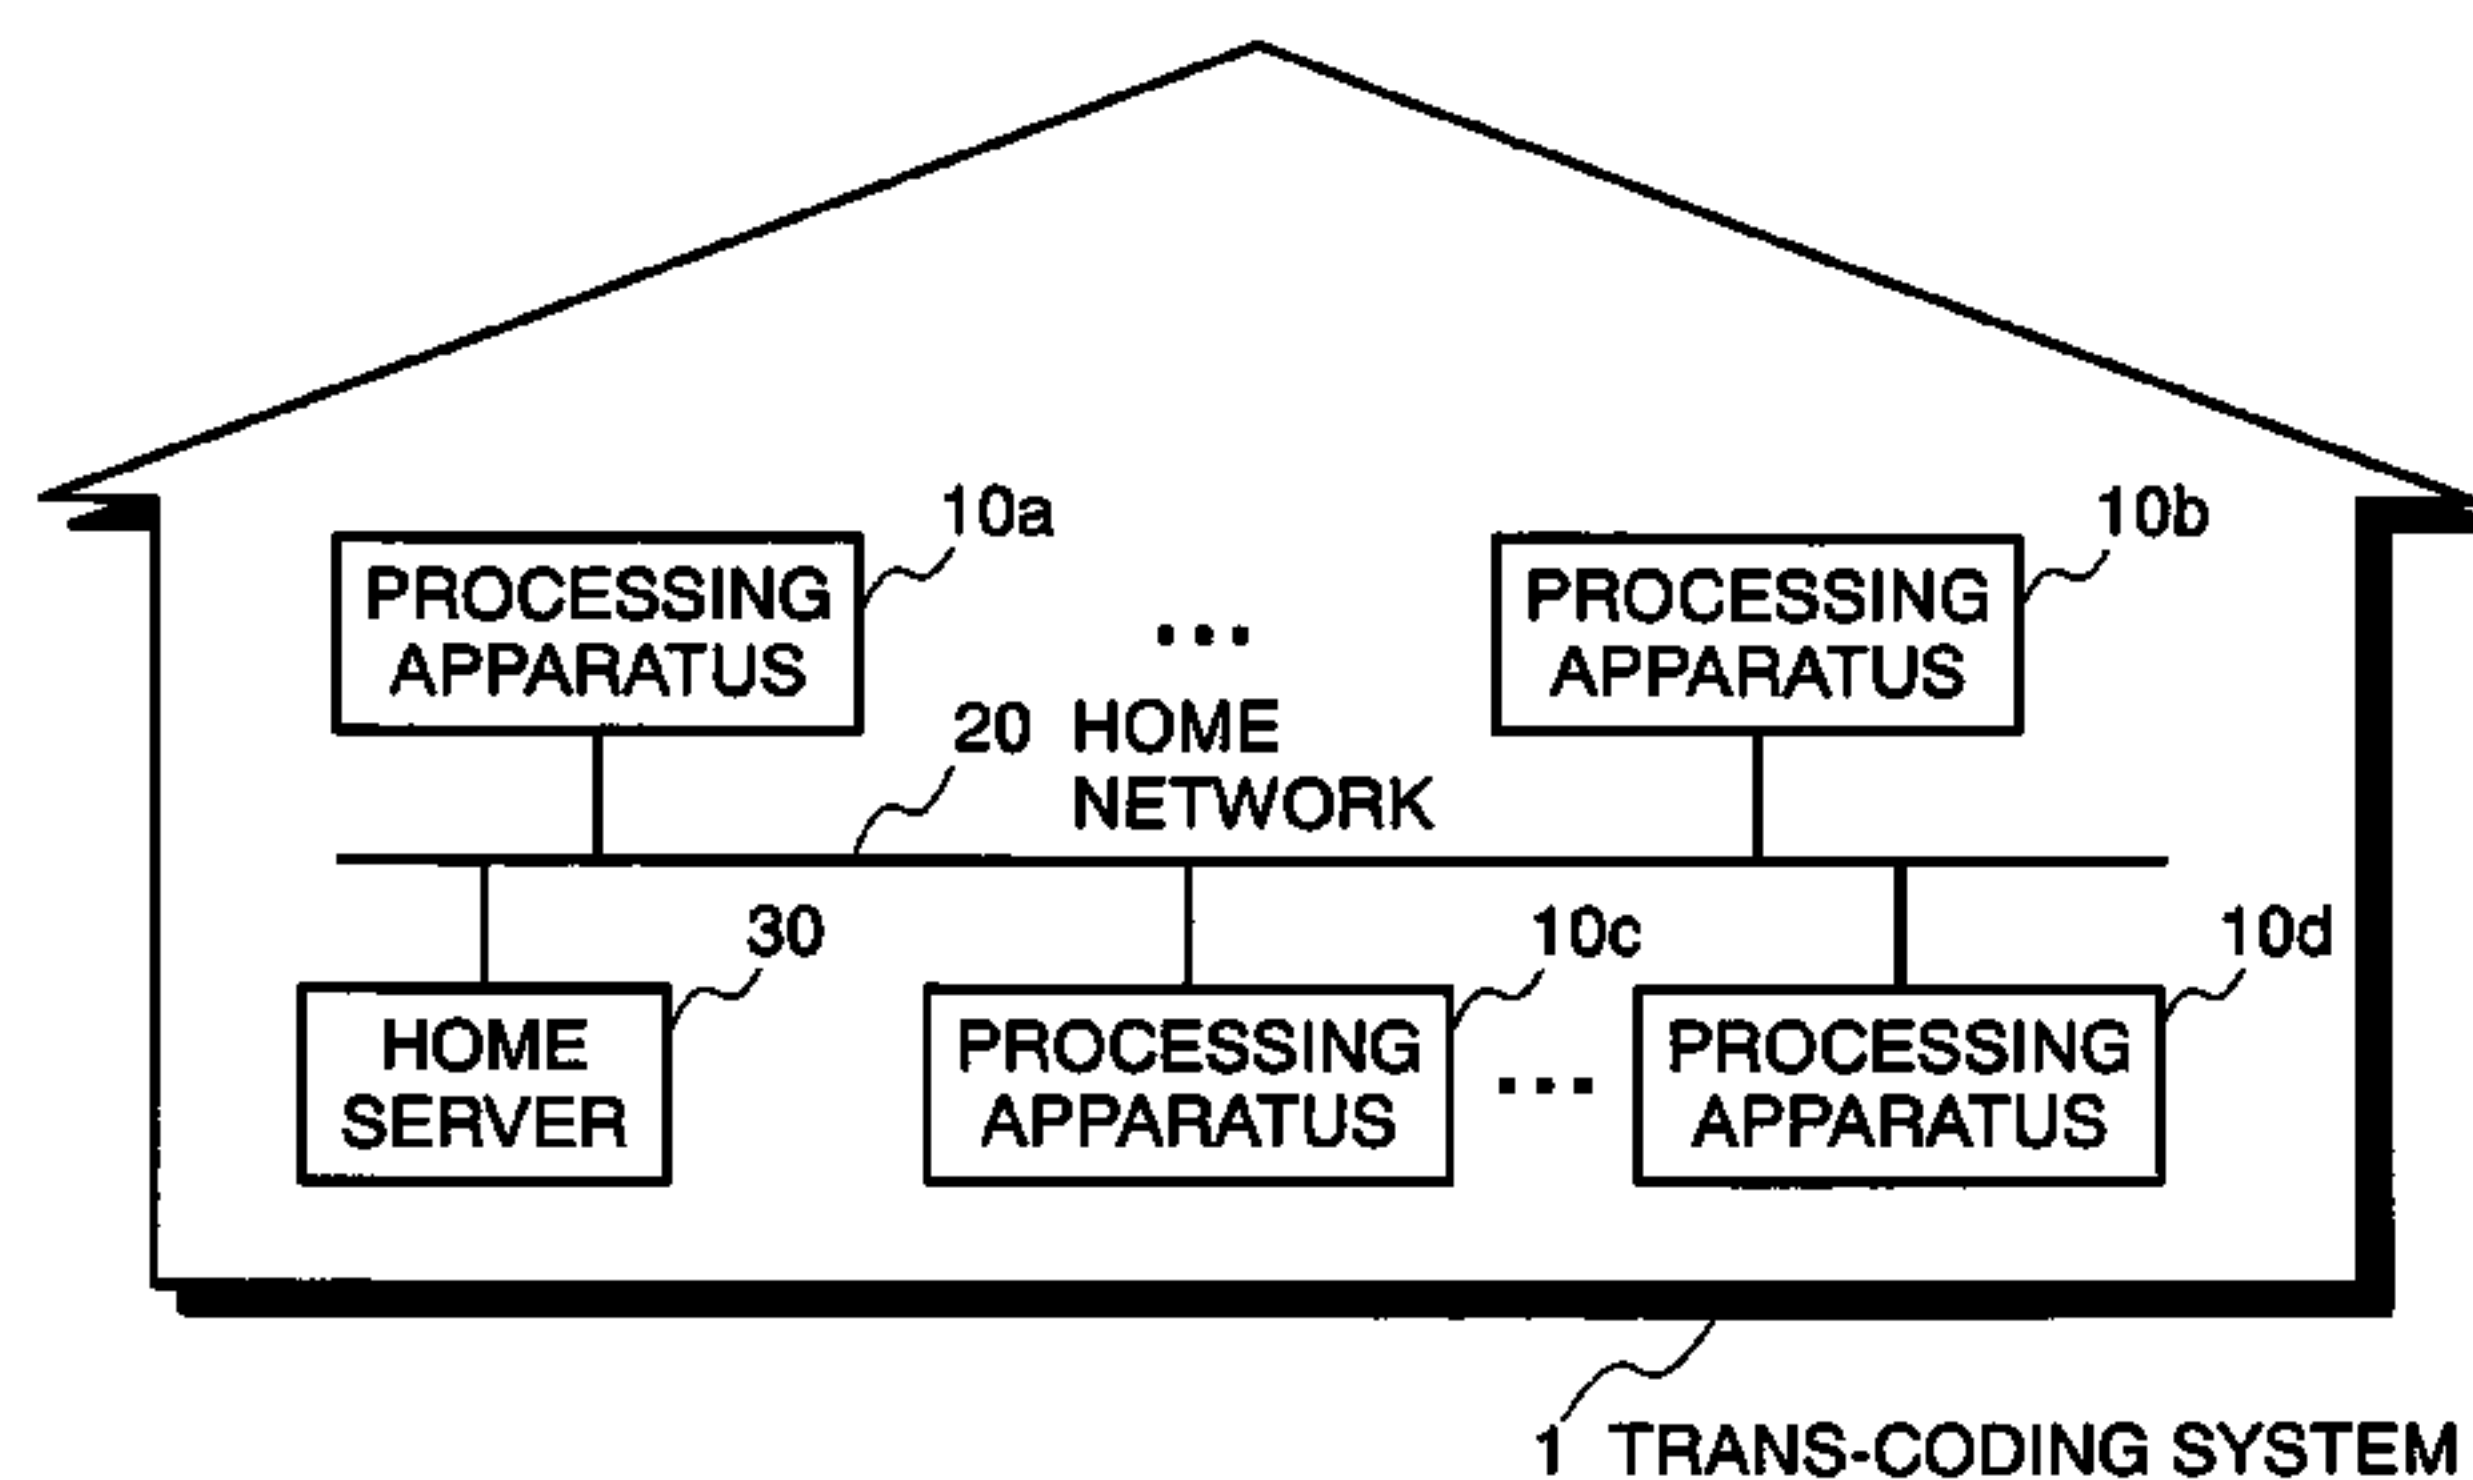 10a
10b
PROCESSING
APPARATUS
PROCESSING
APPARATUS
20 HOME
NETWORK
30
10c
10d
HOME
SERVER
PROCESSING
APPARATUS
PROCESSING
APPARATUS
1 TRANS-CODING SYSTEM